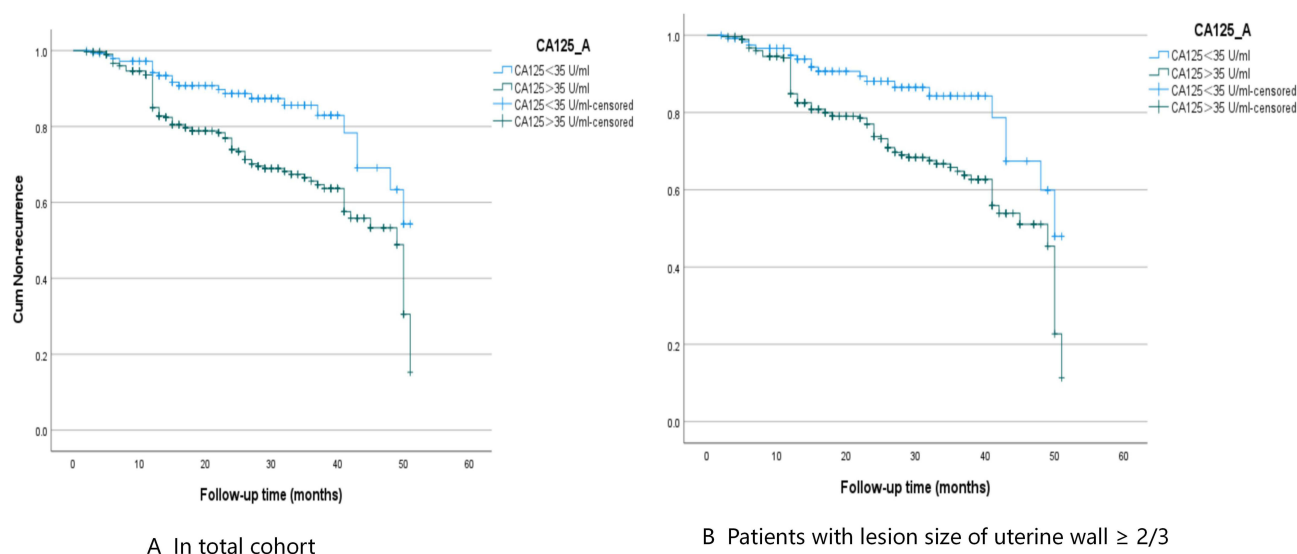 CA125_A
CA125<35 U/ml
CA125>35 U/ml
CA125<35 U/ml-censored
CA125>35 U/ml-censored
1.0
0.8
0.6
0.4
0.2
0.0
Cum Non-recurrence
0 10 20 30 40 50 60
Follow-up time (months)
A In total cohort
CA125_A
CA125<35 U/ml
CA125>35 U/ml
CA125<35 U/ml-censored
CA125>35 U/ml-censored
1.0
0.8
0.6
0.4
0.2
0.0
0 10 20 30 40 50 60
Follow-up time (months)
B Patients with lesion size of uterine wall ≥ 2/3